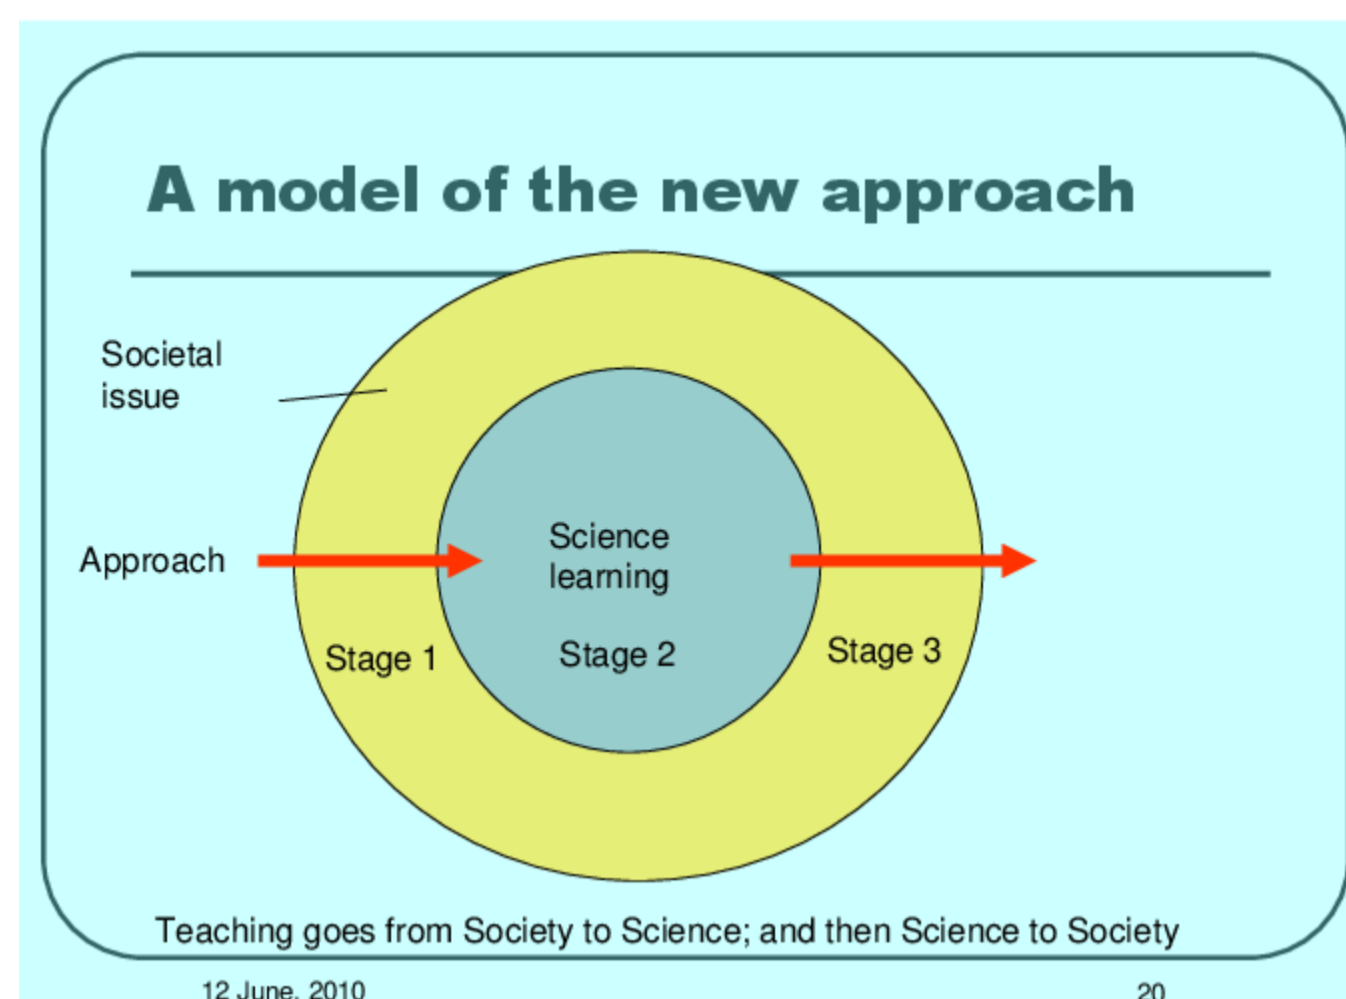 A model of the new approach
Societal
issue
Approach
Science
learning
Stage 1
Stage 2
Stage 3
Teaching goes from Society to Science; and then Science to Society
12 June, 2010
20